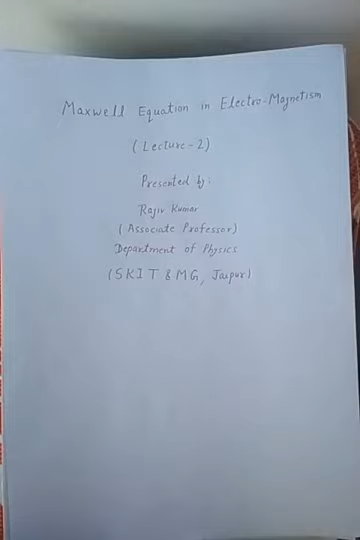 Maxwell Equation in Electro-Magnetism
(Lecture-2)
Presented by:
Rajiv Kumar
(Associate Professor)
Department of Physics
(SKIT & MG, Jaipur)